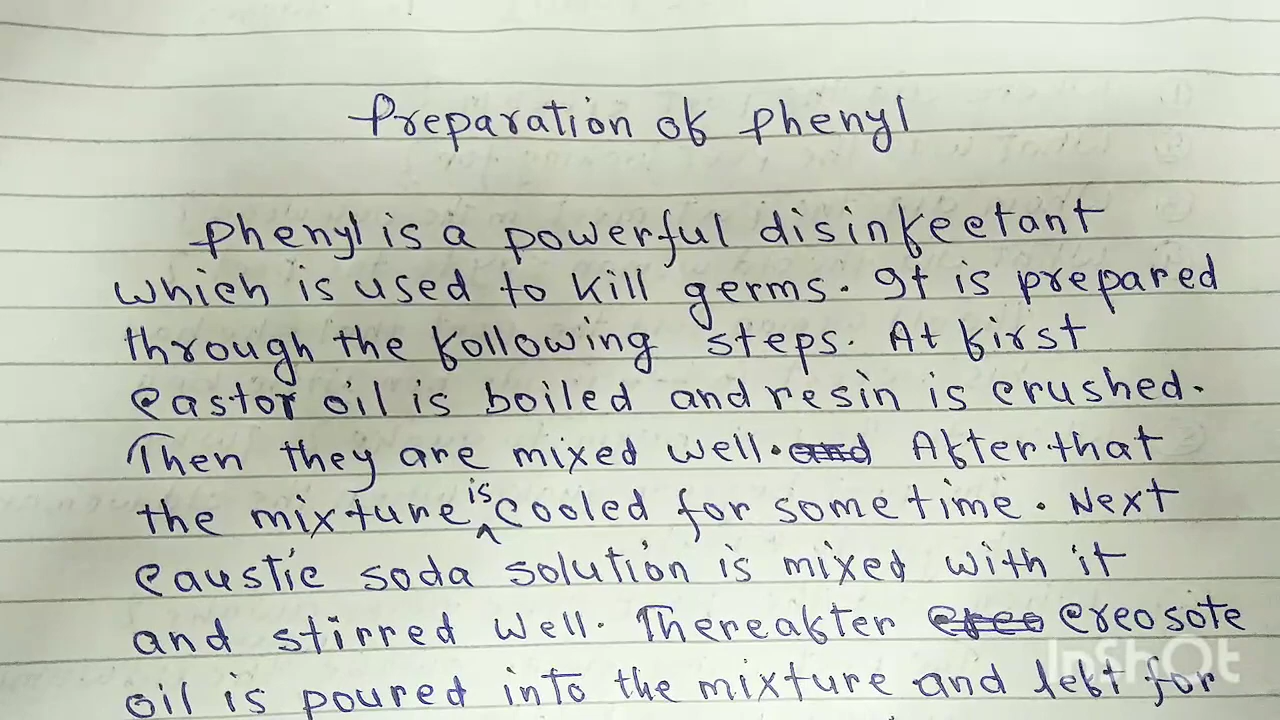 Preparation of Phenyl
Phenyl is a powerful disinfectant
which is used to kill germs. It is prepared
through the following steps. At first
castor oil is boiled and resin is crushed.
Then they are mixed well. and After that
the mixture is cooled for some time. Next
caustic soda solution is mixed with it
and stirred well. Thereafter creo creosote
oil is poured into the mixture and left for
InShOt